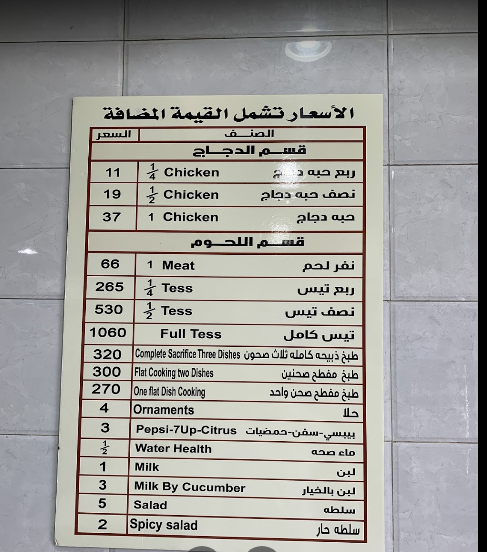 الأسعار تشمل القيمة المضافة
السعر الصنف
قسم الدجاج
11 ¼ Chicken ربع حبه دجاج
19 ½ Chicken نصف حبه دجاج
37 1 Chicken حبه دجاج
قسم اللحوم
66 1 Meat نفر لحم
265 ¼ Tess ربع تيس
530 ½ Tess نصف تيس
1060 Full Tess تيس كامل
320 Complete Sacrifice Three Dishes طبخ ذبيحه كامله ثلاث صحون
300 Flat Cooking two Dishes طبخ مفطح صحنين
270 One flat Dish Cooking طبخ مفطح صحن واحد
4 Ornaments حلا
3 Pepsi-7Up-Citrus بيبسي-سفن-حمضيات
½ Water Health ماء صحه
1 Milk لبن
3 Milk By Cucumber لبن بالخيار
5 Salad سلطه
2 Spicy salad سلطه حار